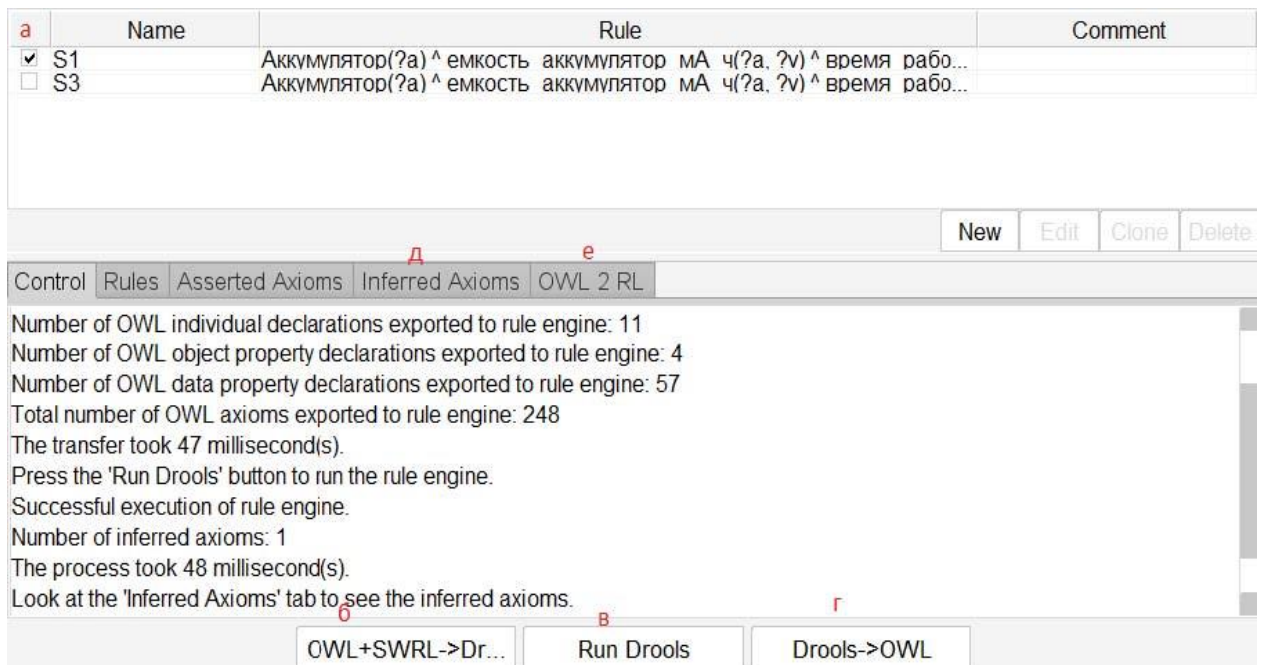 а Name Rule Comment
S1 Аккумулятор(?a) ^ емкость_аккумулятор_мА_ч(?a, ?v) ^ время_рабо...
S3 Аккумулятор(?a) ^ емкость_аккумулятор_мА_ч(?a, ?v) ^ время_рабо...
New Edit Clone Delete
д е
Control Rules Asserted Axioms Inferred Axioms OWL 2 RL
Number of OWL individual declarations exported to rule engine: 11
Number of OWL object property declarations exported to rule engine: 4
Number of OWL data property declarations exported to rule engine: 57
Total number of OWL axioms exported to rule engine: 248
The transfer took 47 millisecond(s).
Press the 'Run Drools' button to run the rule engine.
Successful execution of rule engine.
Number of inferred axioms: 1
The process took 48 millisecond(s).
Look at the 'Inferred Axioms' tab to see the inferred axioms.
б в г
OWL+SWRL->Dr... Run Drools Drools->OWL